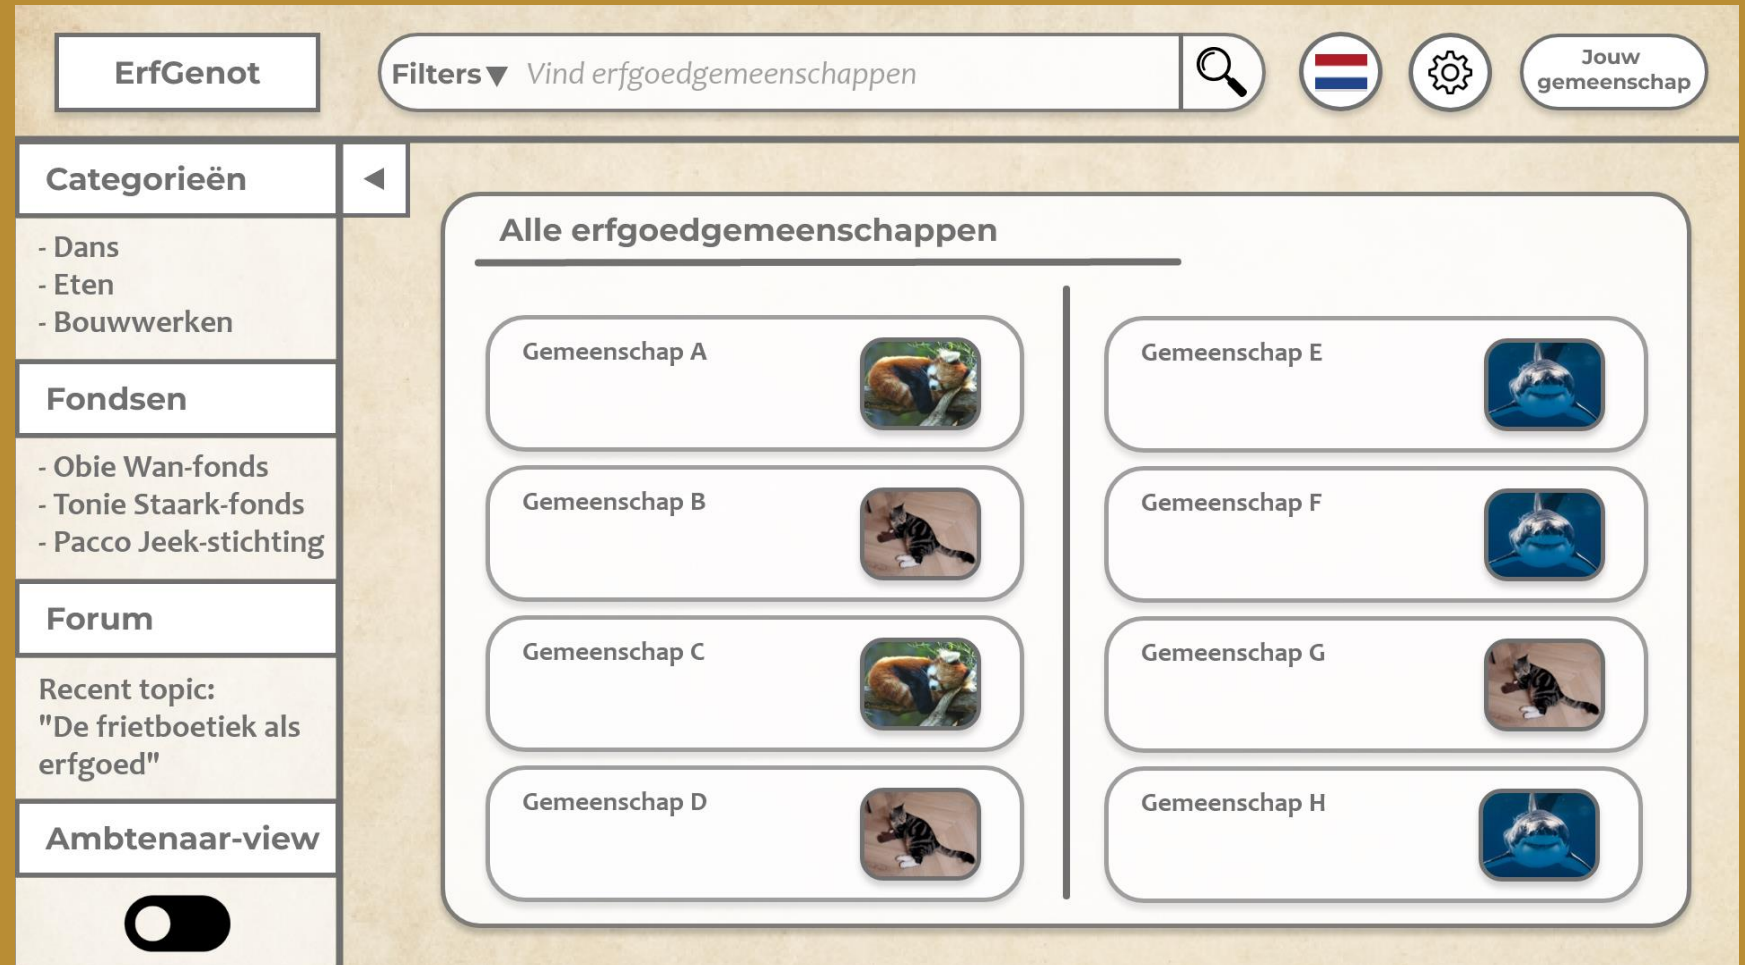 ErfGenot
Filters▼ Vind erfgoedgemeenschappen
Jouw
gemeenschap
Categorieën
- Dans
- Eten
- Bouwwerken
Fondsen
- Obie Wan-fonds
- Tonie Staark-fonds
- Pacco Jeek-stichting
Forum
Recent topic:
"De frietboetiek als
erfgoed"
Ambtenaar-view
Alle erfgoedgemeenschappen
Gemeenschap A
Gemeenschap B
Gemeenschap C
Gemeenschap D
Gemeenschap E
Gemeenschap F
Gemeenschap G
Gemeenschap H